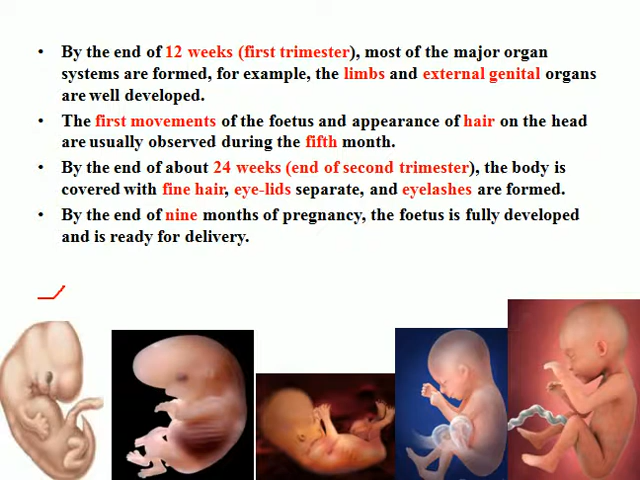 • By the end of 12 weeks (first trimester), most of the major organ
systems are formed, for example, the limbs and external genital organs
are well developed.
• The first movements of the foetus and appearance of hair on the head
are usually observed during the fifth month.
• By the end of about 24 weeks (end of second trimester), the body is
covered with fine hair, eye-lids separate, and eyelashes are formed.
• By the end of nine months of pregnancy, the foetus is fully developed
and is ready for delivery.